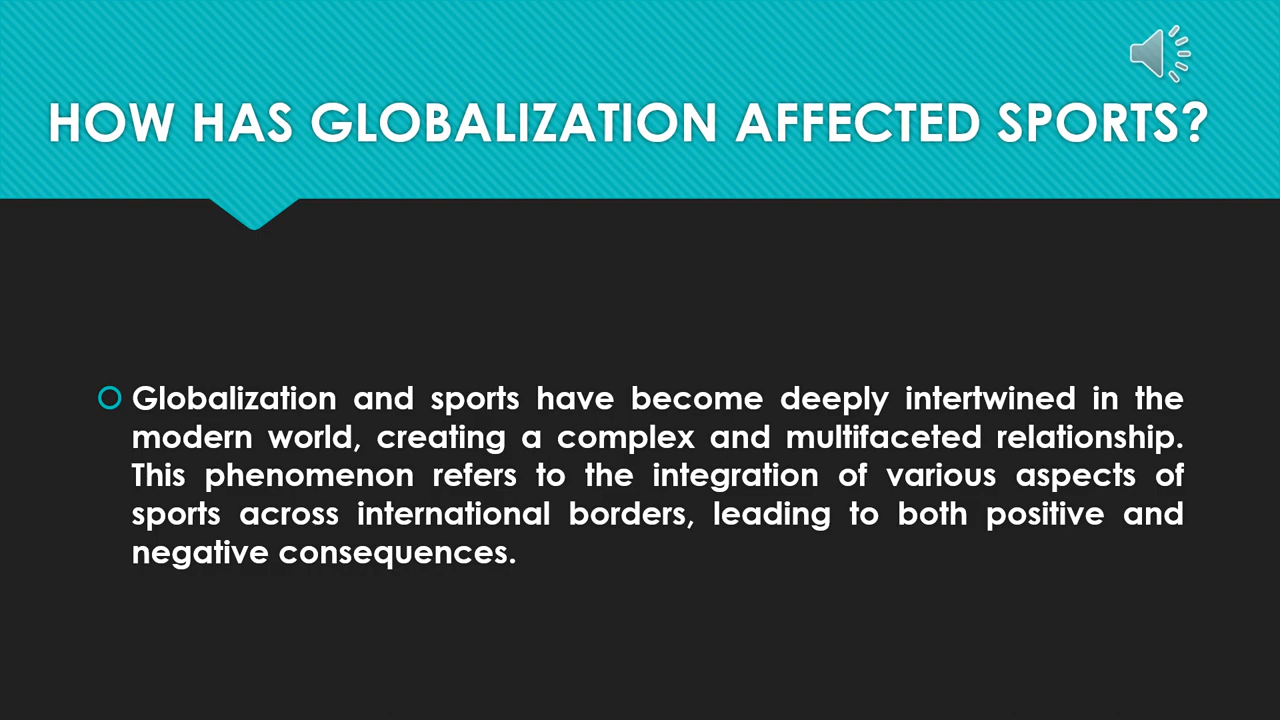 HOW HAS GLOBALIZATION AFFECTED SPORTS?
Globalization and sports have become deeply intertwined in the
modern world, creating a complex and multifaceted relationship.
This phenomenon refers to the integration of various aspects of
sports across international borders, leading to both positive and
negative consequences.